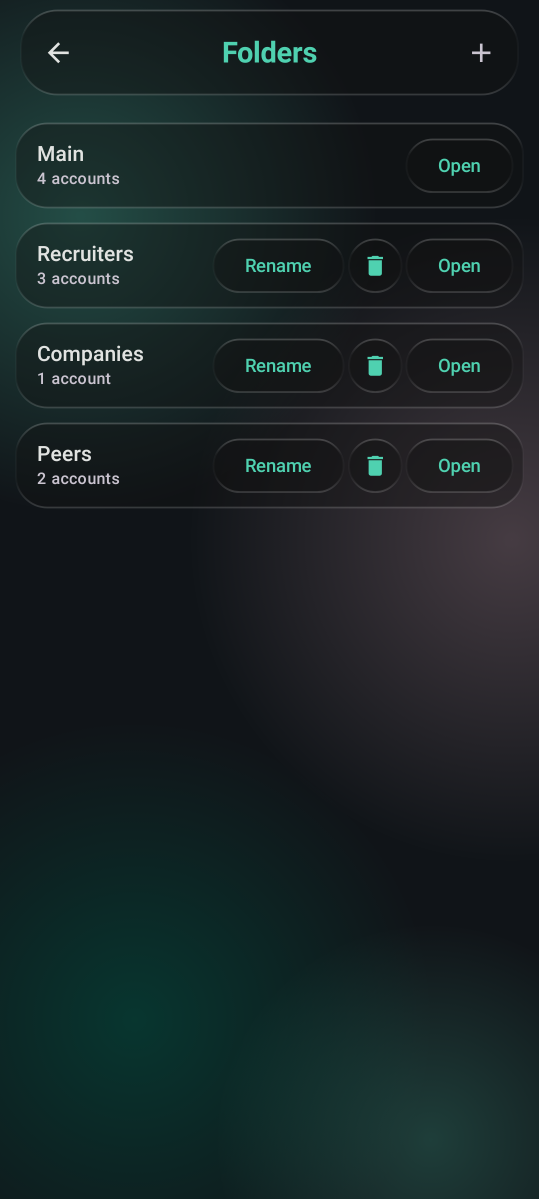 Folders
Main
4 accounts
Open
Recruiters
3 accounts
Rename
Open
Companies
1 account
Rename
Open
Peers
2 accounts
Rename
Open